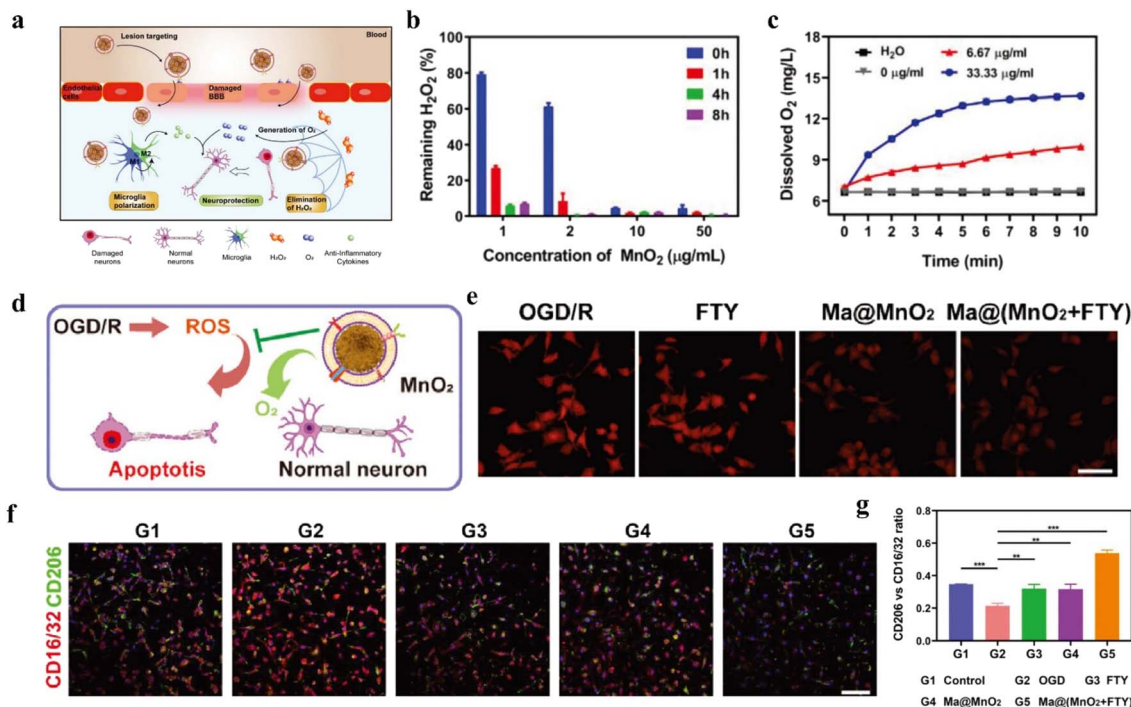 a
Blood
Lesion targeting
Endothelial
cells
Damaged
BBB
Generation of O₂
M2
M1
Microglia
polarization
Neuroprotection
Elimination
of H₂O₂
Damaged
neurons
Normal
neurons
Microglia
H₂O₂
O₂
Anti-Inflammatory
Cytokines
b
Remaining H₂O₂ (%)
100
80
60
40
20
0
0h
1h
4h
8h
1 2 10 50
Concentration of MnO₂ (μg/mL)
c
Dissolved O₂ (mg/L)
18
15
12
9
6
H₂O 6.67 μg/ml
0 μg/ml 33.33 μg/ml
0 1 2 3 4 5 6 7 8 9 10
Time (min)
d
OGD/R ROS
MnO₂
O₂
Apoptotis Normal neuron
e
OGD/R FTY Ma@MnO₂ Ma@(MnO₂+FTY)
f
G1 G2 G3 G4 G5
CD16/32 CD206
g
CD206 vs CD16/32 ratio
0.8
0.6
0.4
0.2
0.0
***
**
**
***
G1 G2 G3 G4 G5
G1 Control G2 OGD G3 FTY
G4 Ma@MnO₂ G5 Ma@(MnO₂+FTY)